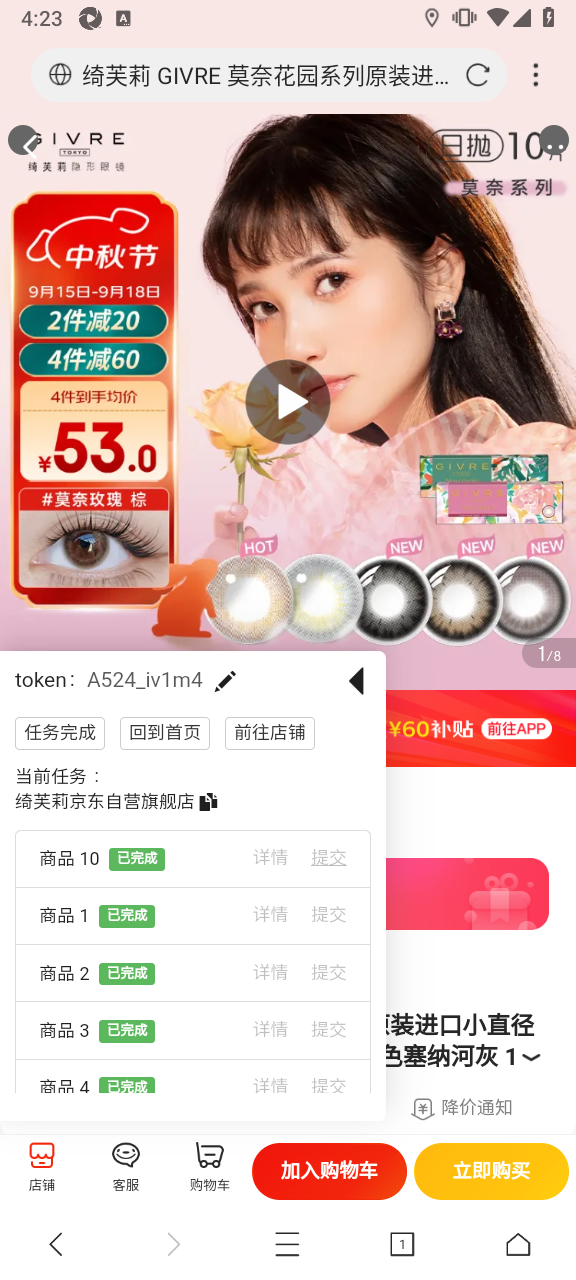 4:23
A
绮芙莉 GIVRE 莫奈花园系列原装进...
GIVRE
TOKYO
绮芙莉隐形眼镜
日抛 10片
莫奈系列
中秋节
9月15日-9月18日
2件减20
4件减60
4件到手均价
¥53.0
#莫奈玫瑰 棕
GIVRE
HOT
NEW
NEW
NEW
1/8
token: A524_iv1m4
¥60补贴 前往APP
任务完成 回到首页 前往店铺
当前任务：
绮芙莉京东自营旗舰店
商品 10 已完成 详情 提交
商品 1 已完成 详情 提交
商品 2 已完成 详情 提交
商品 3 已完成 详情 提交
商品 4 已完成 详情 提交
原装进口小直径
色塞纳河灰 1
降价通知
店铺 客服 购物车 加入购物车 立即购买
1